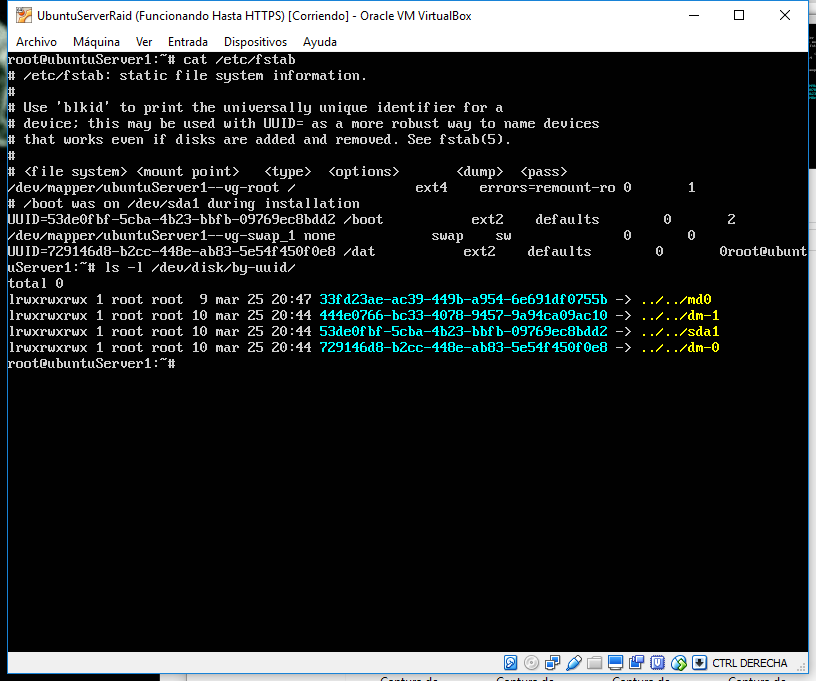 UbuntuServerRaid (Funcionando Hasta HTTPS) [Corriendo] - Oracle VM VirtualBox
Archivo Máquina Ver Entrada Dispositivos Ayuda
root@ubuntuServer1:~# cat /etc/fstab
# /etc/fstab: static file system information.
#
# Use 'blkid' to print the universally unique identifier for a
# device; this may be used with UUID= as a more robust way to name devices
# that works even if disks are added and removed. See fstab(5).
#
# <file system> <mount point>   <type>  <options>       <dump>  <pass>
/dev/mapper/ubuntuServer1--vg-root /               ext4    errors=remount-ro 0       1
# /boot was on /dev/sda1 during installation
UUID=53de0fbf-5cba-4b23-bbfb-09769ec8bdd2 /boot           ext2    defaults        0       2
/dev/mapper/ubuntuServer1--vg-swap_1 none            swap    sw              0       0
UUID=729146d8-b2cc-448e-ab83-5e54f450f0e8 /dat           ext2    defaults        0       0root@ubunt
uServer1:~# ls -l /dev/disk/by-uuid/
total 0
lrwxrwxrwx 1 root root  9 mar 25 20:47 33fd23ae-ac39-449b-a954-6e691df0755b -> ../../md0
lrwxrwxrwx 1 root root 10 mar 25 20:44 444e0766-bc33-4078-9457-9a94ca09ac10 -> ../../dm-1
lrwxrwxrwx 1 root root 10 mar 25 20:44 53de0fbf-5cba-4b23-bbfb-09769ec8bdd2 -> ../../sda1
lrwxrwxrwx 1 root root 10 mar 25 20:44 729146d8-b2cc-448e-ab83-5e54f450f0e8 -> ../../dm-0
root@ubuntuServer1:~#
CTRL DERECHA